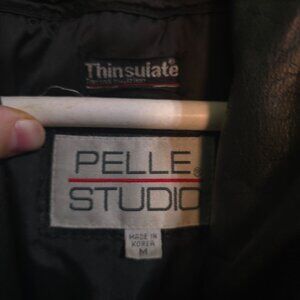 Thinsulate
PELLE
STUDIO
MADE IN
KOREA
M